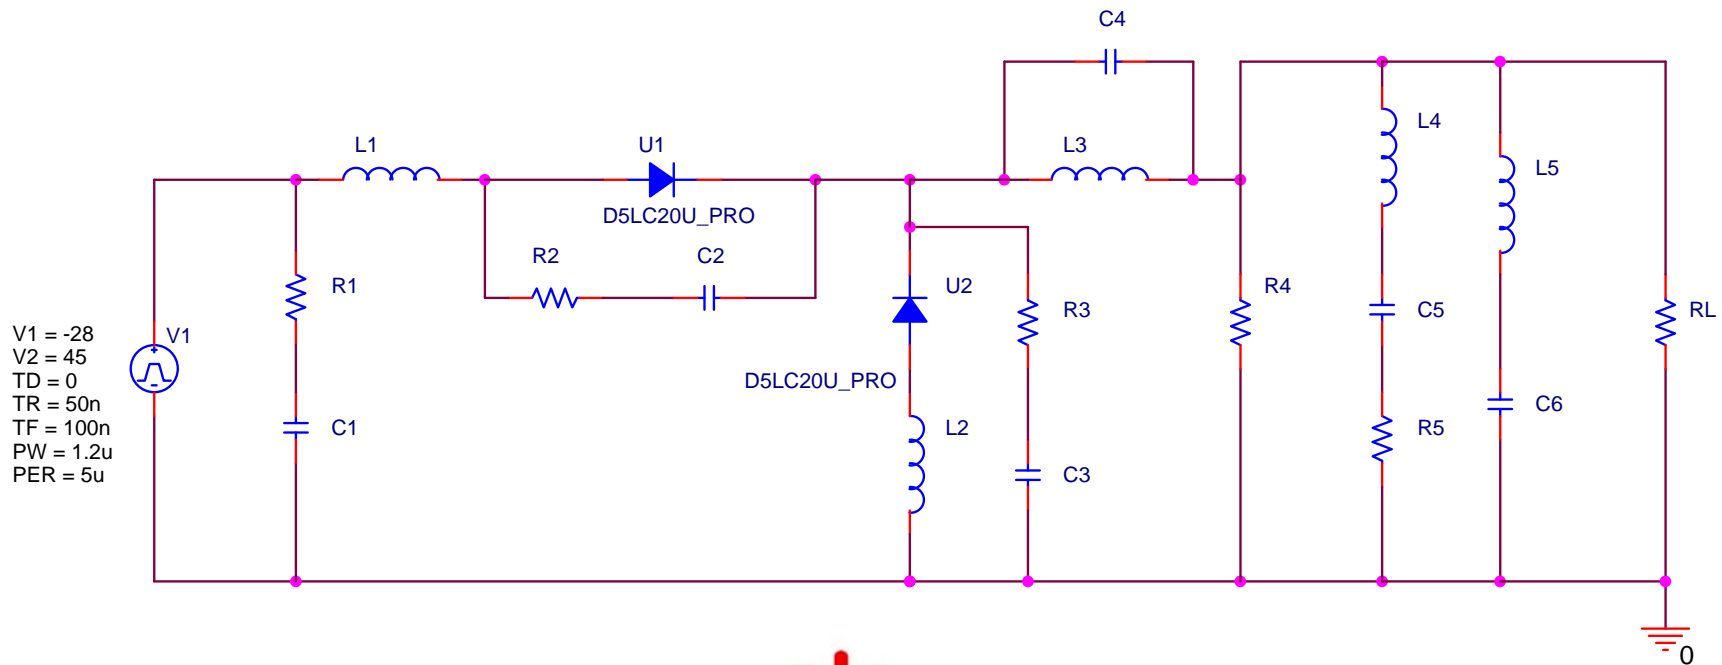 C4
L4
L1
U1
L3
L5
D5LC20U_PRO
R2
C2
R1
U2
R3
R4
C5
RL
V1 = -28
V1
V2 = 45
TD = 0
D5LC20U_PRO
TR = 50n
C6
TF = 100n
C1
L2
R5
PW = 1.2u
PER = 5u
C3
0